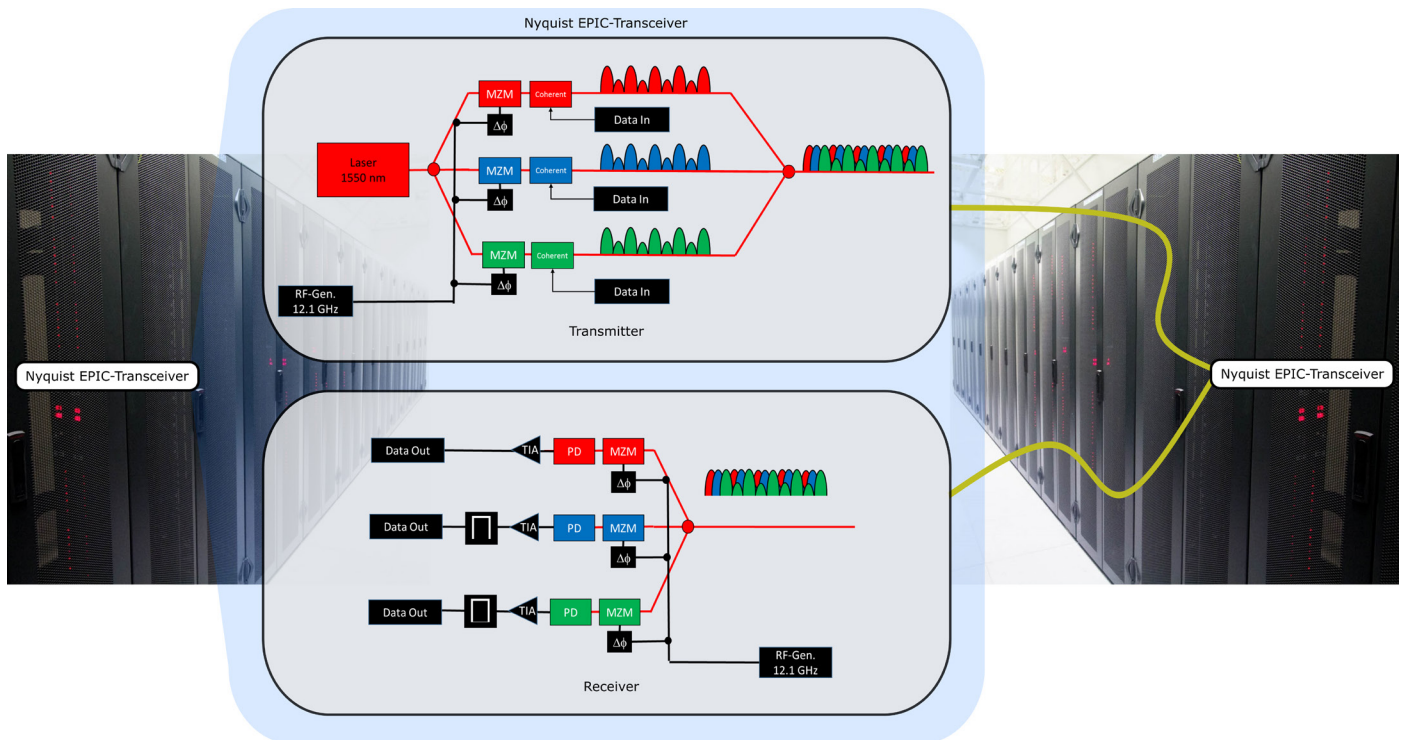 Nyquist EPIC-Transceiver
MZM
Coherent
Data In
Δϕ
Laser
1550 nm
MZM
Coherent
Data In
Δϕ
MZM
Coherent
Data In
Δϕ
RF-Gen.
12.1 GHz
Transmitter
Nyquist EPIC-Transceiver
Nyquist EPIC-Transceiver
Data Out
TIA
PD
MZM
Δϕ
Data Out
TIA
PD
MZM
Δϕ
Data Out
TIA
PD
MZM
Δϕ
RF-Gen.
12.1 GHz
Receiver